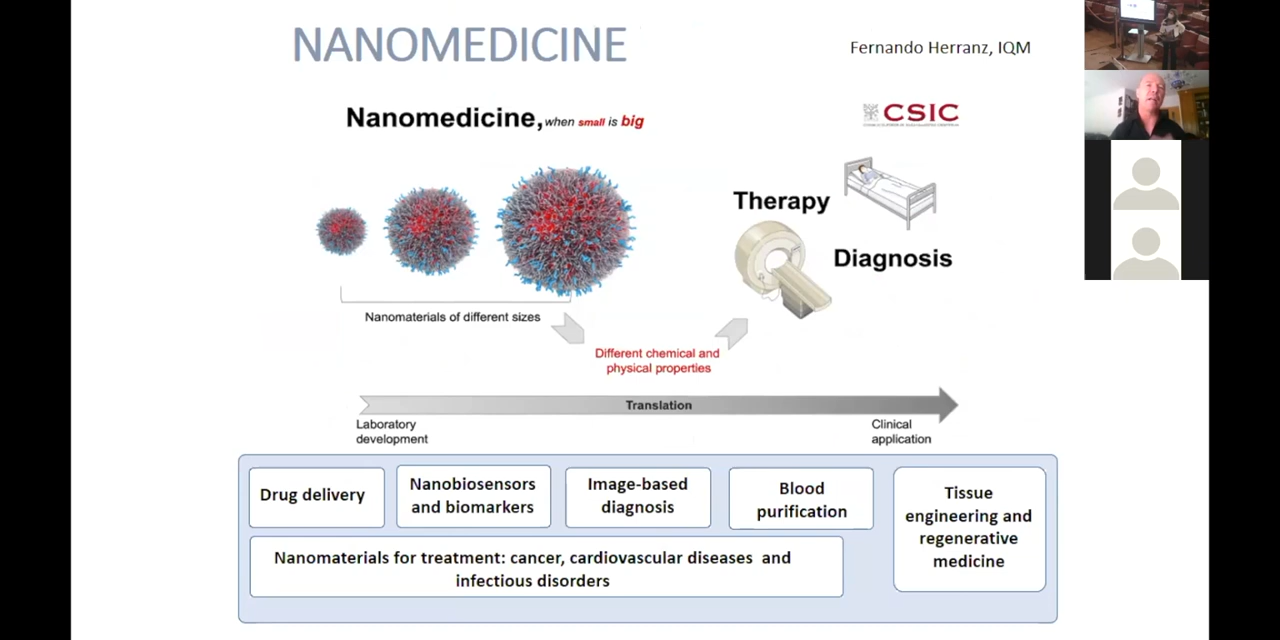 NANOMEDICINE
Fernando Herranz, IQM
Nanomedicine, when small is big
CSIC
Therapy
Diagnosis
Nanomaterials of different sizes
Different chemical and
physical properties
Translation
Laboratory
development
Clinical
application
Drug delivery
Nanobiosensors
and biomarkers
Image-based
diagnosis
Blood
purification
Tissue
engineering and
regenerative
medicine
Nanomaterials for treatment: cancer, cardiovascular diseases and
infectious disorders